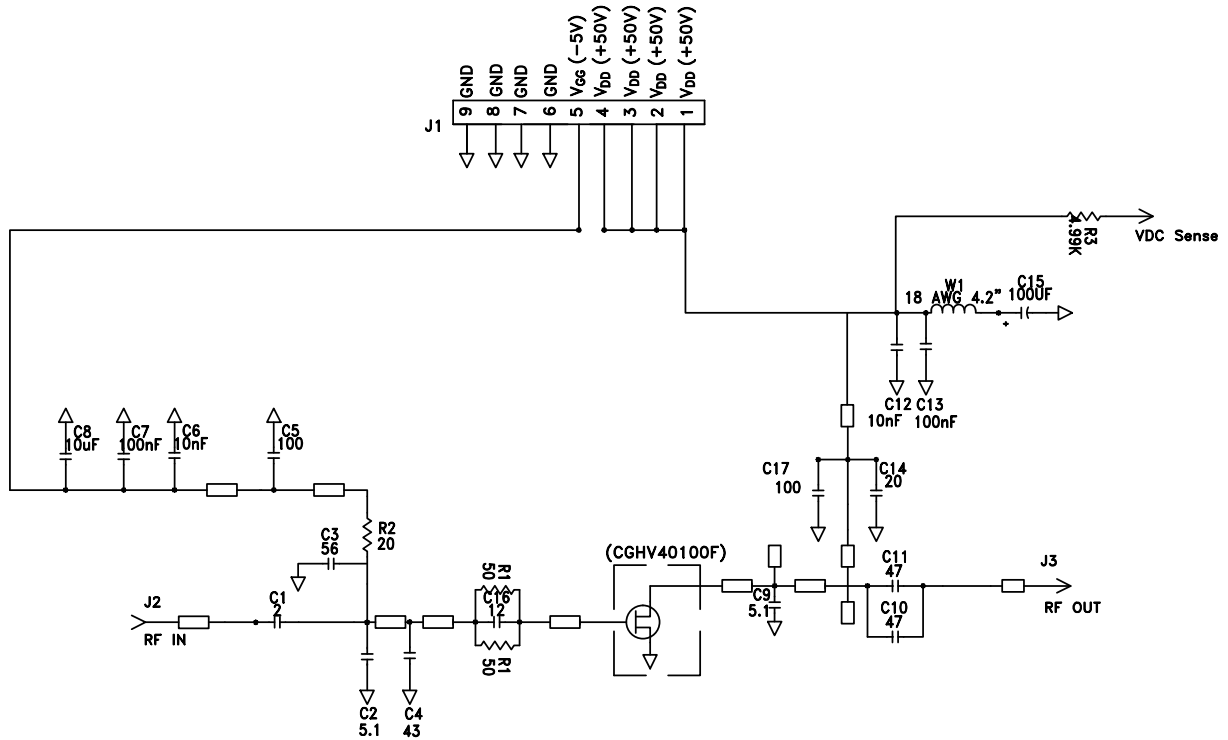 9 GND
8 GND
7 GND
6 GND
5 VGG (-5V)
4 VDD (+50V)
3 VDD (+50V)
2 VDD (+50V)
1 VDD (+50V)
J1
R3
4.99K
VDC Sense
W1
18 AWG 4.2"
C15
100UF
+
C12
10nF
C13
100nF
C8
10uF
C7
100nF
C6
10nF
C5
100
C17
100
C14
20
R2
20
C3
56
(CGHV40100F)
J2
RF IN
C1
2
R1
50
C16
12
R1
50
C9
5.1
C11
47
C10
47
J3
RF OUT
C2
5.1
C4
43